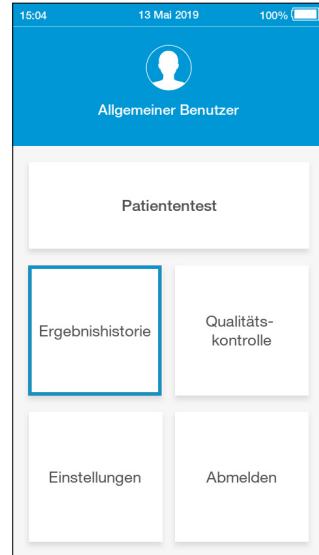 15:04 13 Mai 2019 100%
Allgemeiner Benutzer
Patiententest
Ergebnishistorie
Qualitäts-
kontrolle
Einstellungen
Abmelden